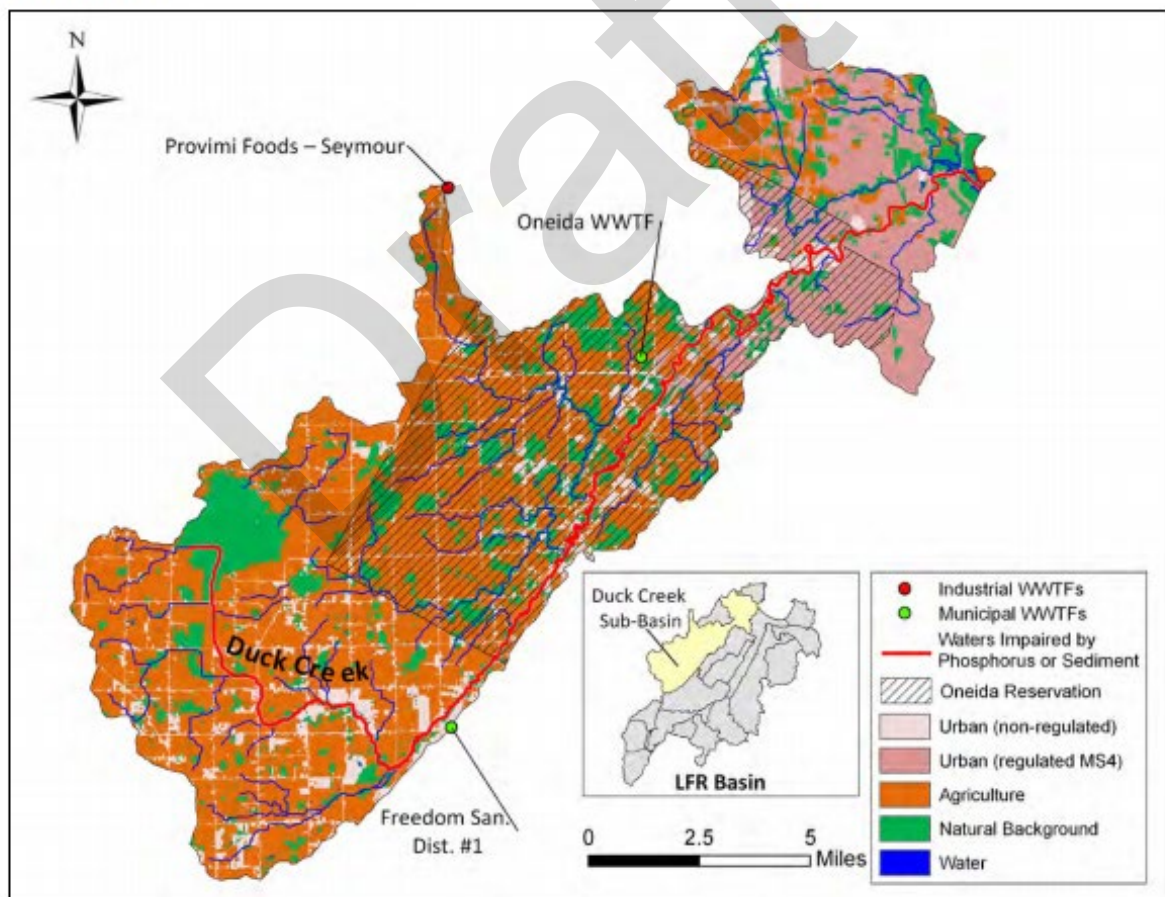 Draft
N
Provimi Foods – Seymour
Oneida WWTF
Duck Creek
Freedom San.
Dist. #1
Duck Creek
Sub-Basin
LFR Basin
0 2.5 5
Miles
Industrial WWTFs
Municipal WWTFs
Waters Impaired by
Phosphorus or Sediment
Oneida Reservation
Urban (non-regulated)
Urban (regulated MS4)
Agriculture
Natural Background
Water